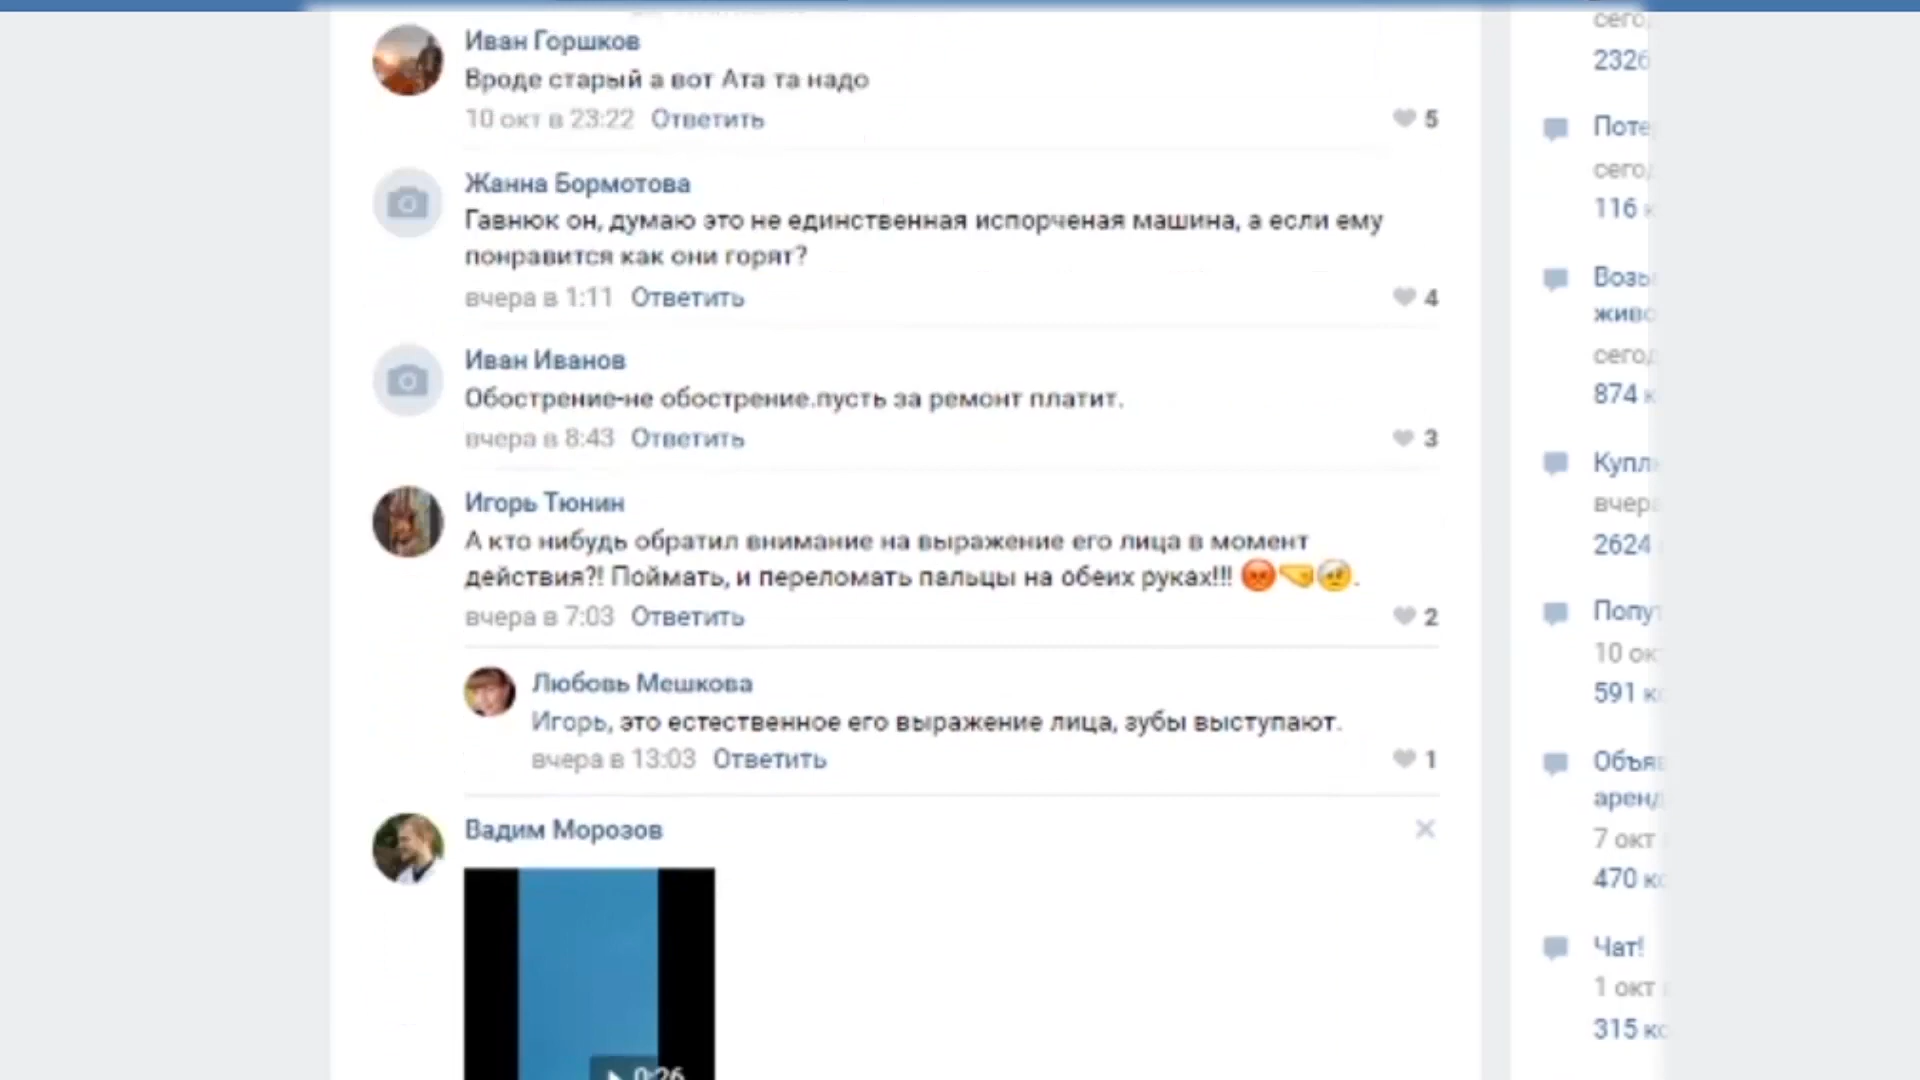 Иван Горшков
Вроде старый а вот Ата та надо
10 окт в 23:22 Ответить
5
Жанна Бормотова
Гавнюк он, думаю это не единственная испорченая машина, а если ему
понравится как они горят?
вчера в 1:11 Ответить
4
Иван Иванов
Обострение-не обострение.пусть за ремонт платит.
вчера в 8:43 Ответить
3
Игорь Тюнин
А кто нибудь обратил внимание на выражение его лица в момент
действия?! Поймать, и переломать пальцы на обеих руках!!! 😡🤜🤕.
вчера в 7:03 Ответить
2
Любовь Мешкова
Игорь, это естественное его выражение лица, зубы выступают.
вчера в 13:03 Ответить
1
Вадим Морозов
0:26
2326
116
874
вчера
2624
10 ок
591
7 окт
470
Чат!
1 окт
315